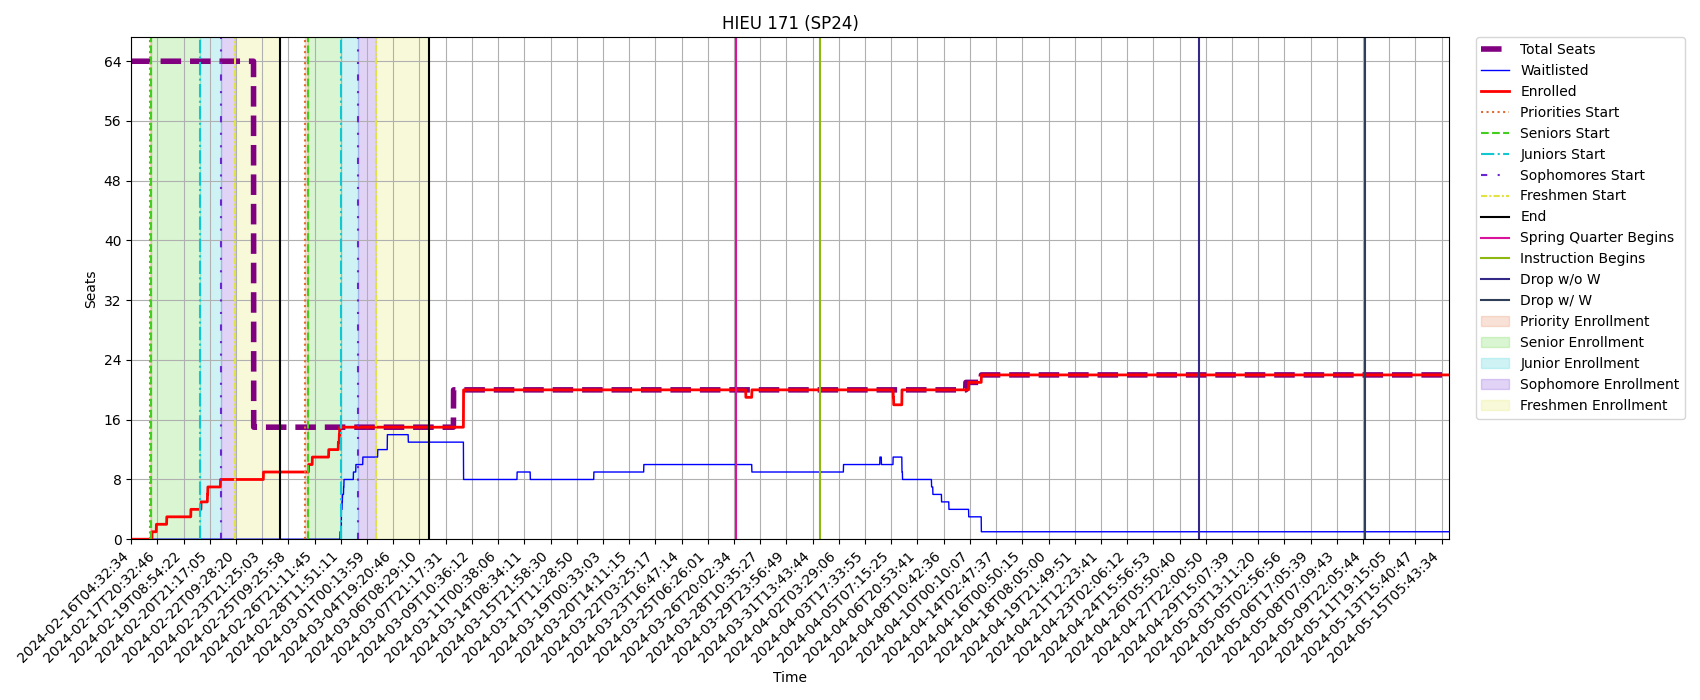 HIEU 171 (SP24)
Seats
64
56
48
40
32
24
16
8
0
2024-02-16T04:32:34
2024-02-17T20:32:46
2024-02-19T08:54:22
2024-02-20T21:17:05
2024-02-22T09:28:20
2024-02-23T21:25:03
2024-02-25T09:25:58
2024-02-26T21:11:45
2024-02-28T11:51:11
2024-03-01T00:13:59
2024-03-04T19:20:46
2024-03-06T08:29:10
2024-03-07T21:17:31
2024-03-09T10:36:12
2024-03-11T00:38:06
2024-03-14T08:34:11
2024-03-15T21:58:30
2024-03-17T11:28:50
2024-03-19T00:33:03
2024-03-20T14:11:15
2024-03-22T03:25:17
2024-03-23T16:47:14
2024-03-25T06:26:01
2024-03-26T20:02:34
2024-03-28T10:35:27
2024-03-29T23:56:49
2024-03-31T13:43:44
2024-04-02T03:29:06
2024-04-03T17:33:55
2024-04-05T07:15:25
2024-04-06T20:53:41
2024-04-08T10:42:36
2024-04-10T00:10:07
2024-04-14T02:47:37
2024-04-16T16:50:15
2024-04-18T08:05:00
2024-04-19T21:49:51
2024-04-21T12:23:41
2024-04-23T02:06:12
2024-04-24T15:56:53
2024-04-26T05:50:40
2024-04-27T22:00:50
2024-04-29T15:07:39
2024-05-03T13:11:20
2024-05-05T02:56:56
2024-05-06T17:05:39
2024-05-08T07:09:43
2024-05-09T22:05:44
2024-05-11T19:15:05
2024-05-13T15:40:47
2024-05-15T05:43:34
Time
Total Seats
Waitlisted
Enrolled
Priorities Start
Seniors Start
Juniors Start
Sophomores Start
Freshmen Start
End
Spring Quarter Begins
Instruction Begins
Drop w/o W
Drop w/ W
Priority Enrollment
Senior Enrollment
Junior Enrollment
Sophomore Enrollment
Freshmen Enrollment